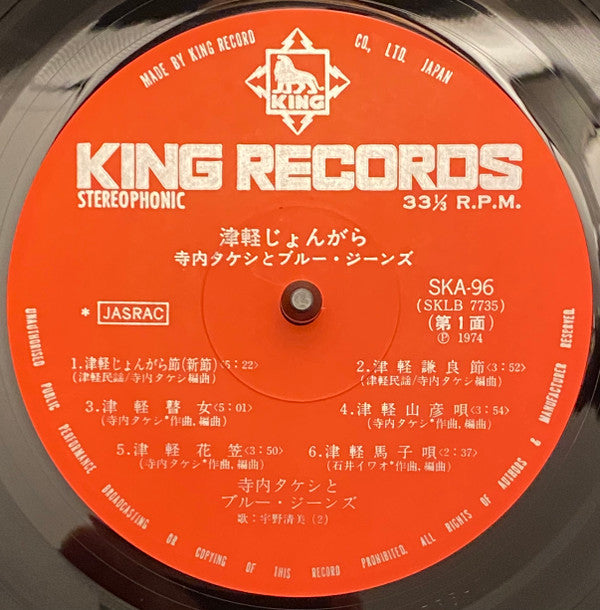 MADE BY KING RECORD CO., LTD. JAPAN
KING
KING RECORDS
STEREOPHONIC
33⅓ R.P.M.
津軽じょんがら
寺内タケシとブルー・ジーンズ
SKA-96
(SKLB 7735)
* JASRAC
(第1面)
Ⓟ 1974
1.津軽じょんがら節(新節)<5:22>
(津軽民謡/寺内タケシ編曲)
2.津軽謙良節<3:52>
(津軽民謡/寺内タケシ編曲)
3.津軽瞽女<5:01>
(寺内タケシ*作曲,編曲)
4.津軽山彦唄<3:54>
(寺内タケシ*作曲,編曲)
5.津軽花笠<3:50>
(寺内タケシ*作曲,編曲)
6.津軽馬子唄<2:37>
(石井イワオ*作曲,編曲)
寺内タケシと
ブルー・ジーンズ
歌:宇野清美(2)
UNAUTHORISED PUBLIC PERFORMANCE BROADCASTING OR COPYING OF THIS RECORD PROHIBITED. ALL RIGHTS OF AUTHORS & MANUFACTURER RESERVED.